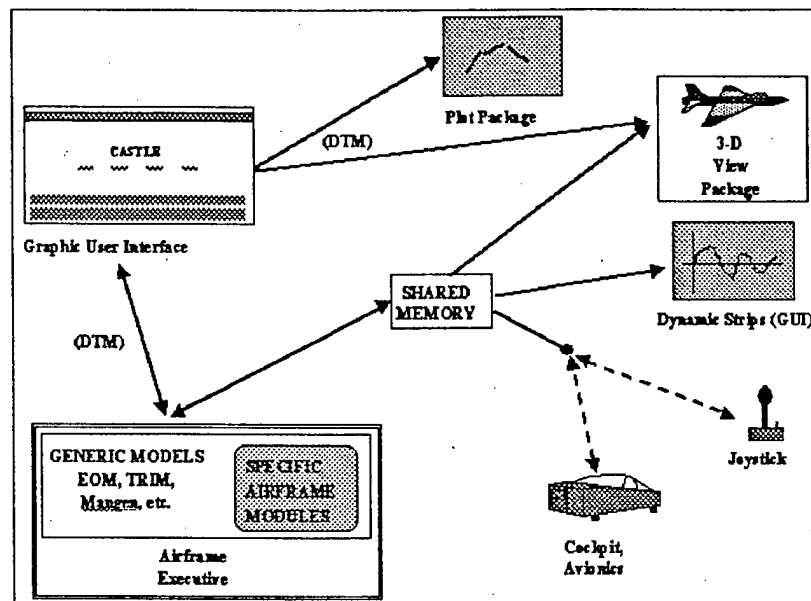 Plot Package
(DTM)
CASTLE
3-D
View
Package
Graphic User Interface
SHARED
MEMORY
Dynamic Strips (GUI)
(DTM)
Joystick
GENERIC MODELS
EOM, TRIM,
Mangen, etc.
SPECIFIC
AIRFRAME
MODULES
Airframe
Executive
Cockpit,
Avionics